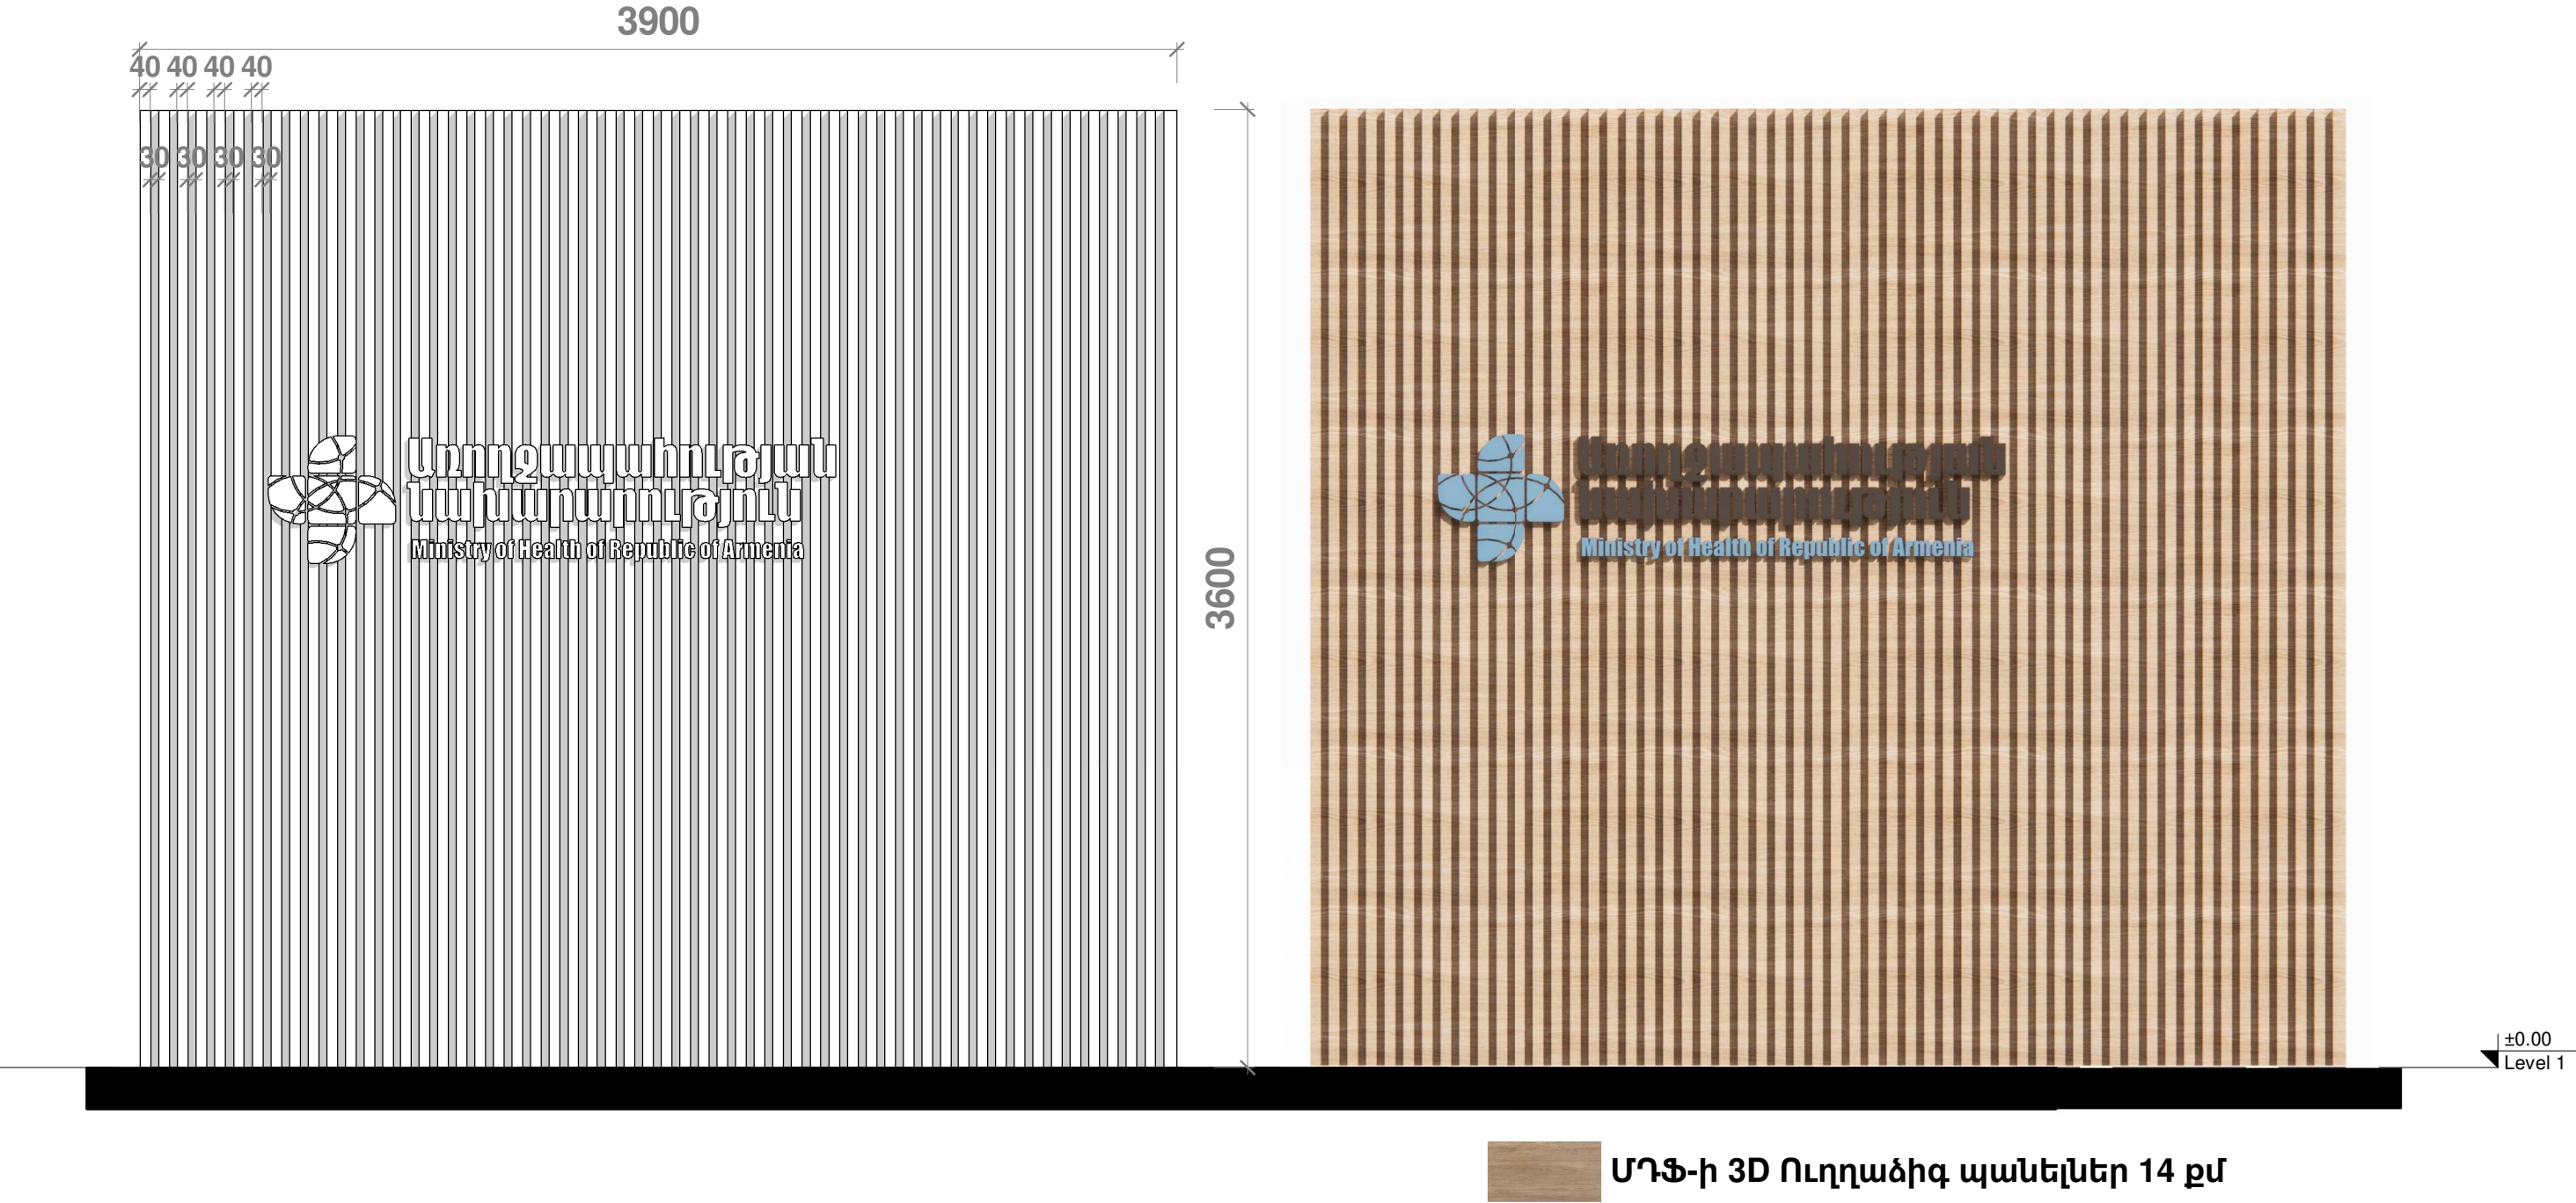 3900
40 40 40 40
30 30 30 30
Առողջապահության
նախարարություն
Ministry of Health of Republic of Armenia
3600
Առողջապահության
նախարարություն
Ministry of Health of Republic of Armenia
±0.00
Level 1
ՄԴՖ-ի 3D Ուղղաձիգ պանելներ 14 քմ